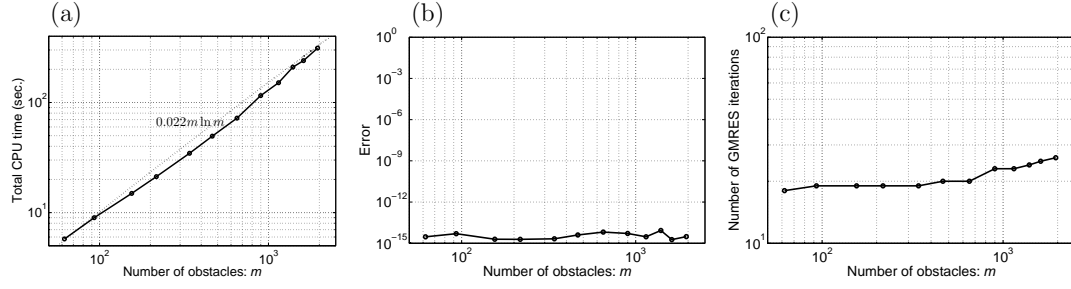 (a)
Total CPU time (sec.)
10^2
10^1
0.022m ln m
10^2
10^3
Number of obstacles: m
(b)
Error
10^0
10^-3
10^-6
10^-9
10^-12
10^-15
10^2
10^3
Number of obstacles: m
(c)
Number of GMRES iterations
10^2
10^1
10^2
10^3
Number of obstacles: m